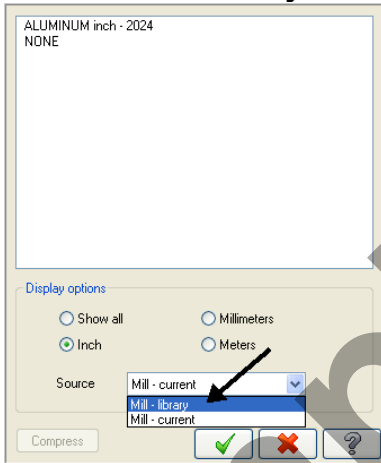 ALUMINUM inch - 2024
NONE
Display options
Show all
Millimeters
Inch
Meters
Source
Mill - current
Mill - library
Mill - current
Compress